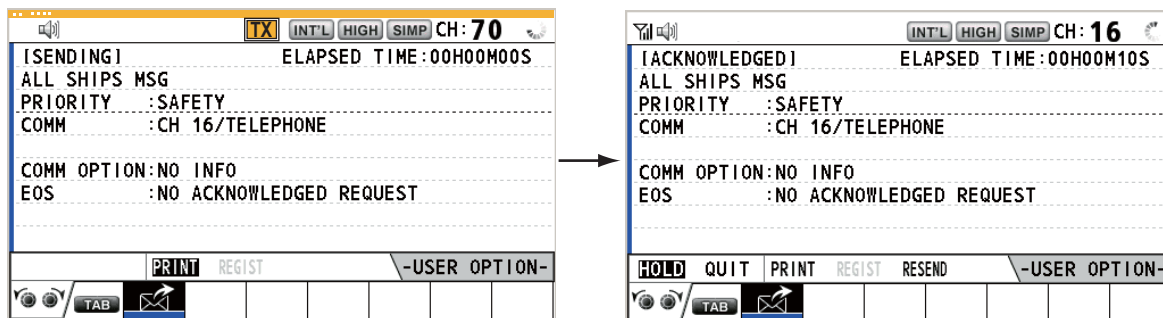 TX INT'L HIGH SIMP CH:70
[SENDING] ELAPSED TIME:00H00M00S
ALL SHIPS MSG
PRIORITY :SAFETY
COMM :CH 16/TELEPHONE
COMM OPTION:NO INFO
EOS :NO ACKNOWLEDGED REQUEST
PRINT REGIST -USER OPTION-
TAB
INT'L HIGH SIMP CH:16
[ACKNOWLEDGED] ELAPSED TIME:00H00M10S
ALL SHIPS MSG
PRIORITY :SAFETY
COMM :CH 16/TELEPHONE
COMM OPTION:NO INFO
EOS :NO ACKNOWLEDGED REQUEST
HOLD QUIT PRINT REGIST RESEND -USER OPTION-
TAB